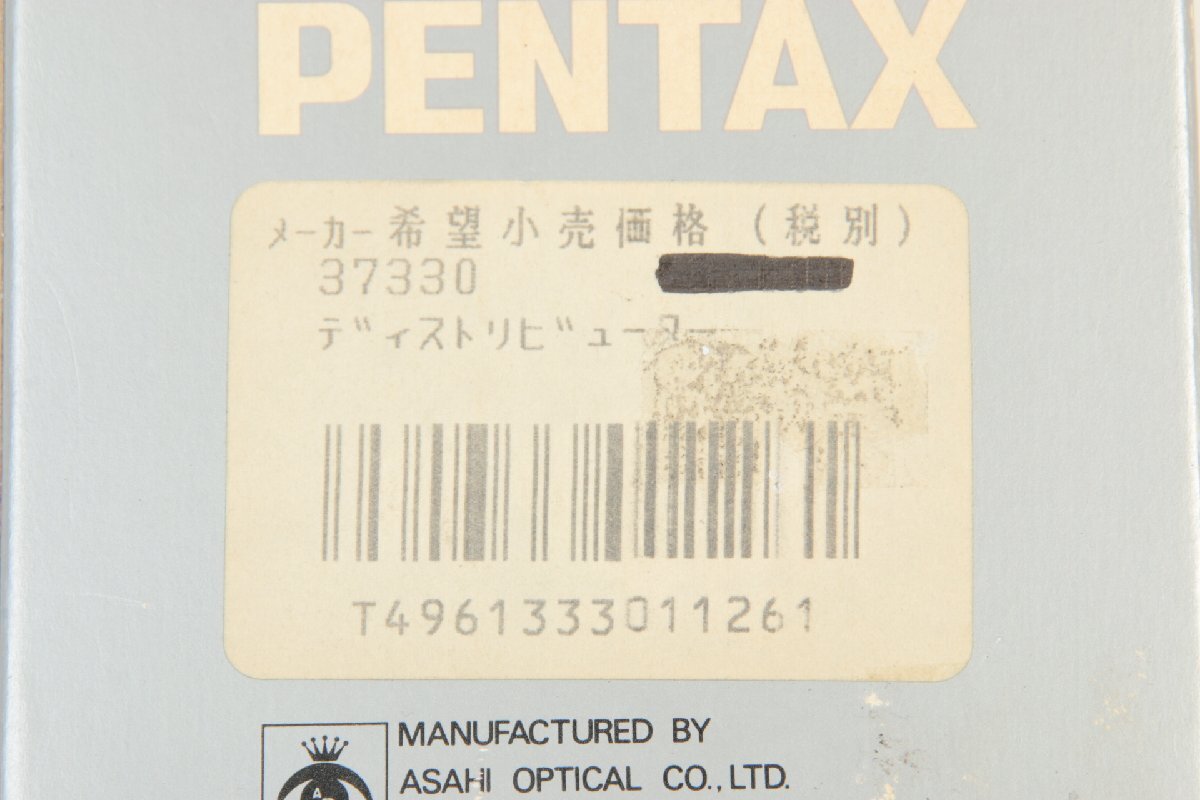 PENTAX
メーカー希望小売価格(税別)
37330
ディストリビューター
T4961333011261
MANUFACTURED BY
ASAHI OPTICAL CO.,LTD.